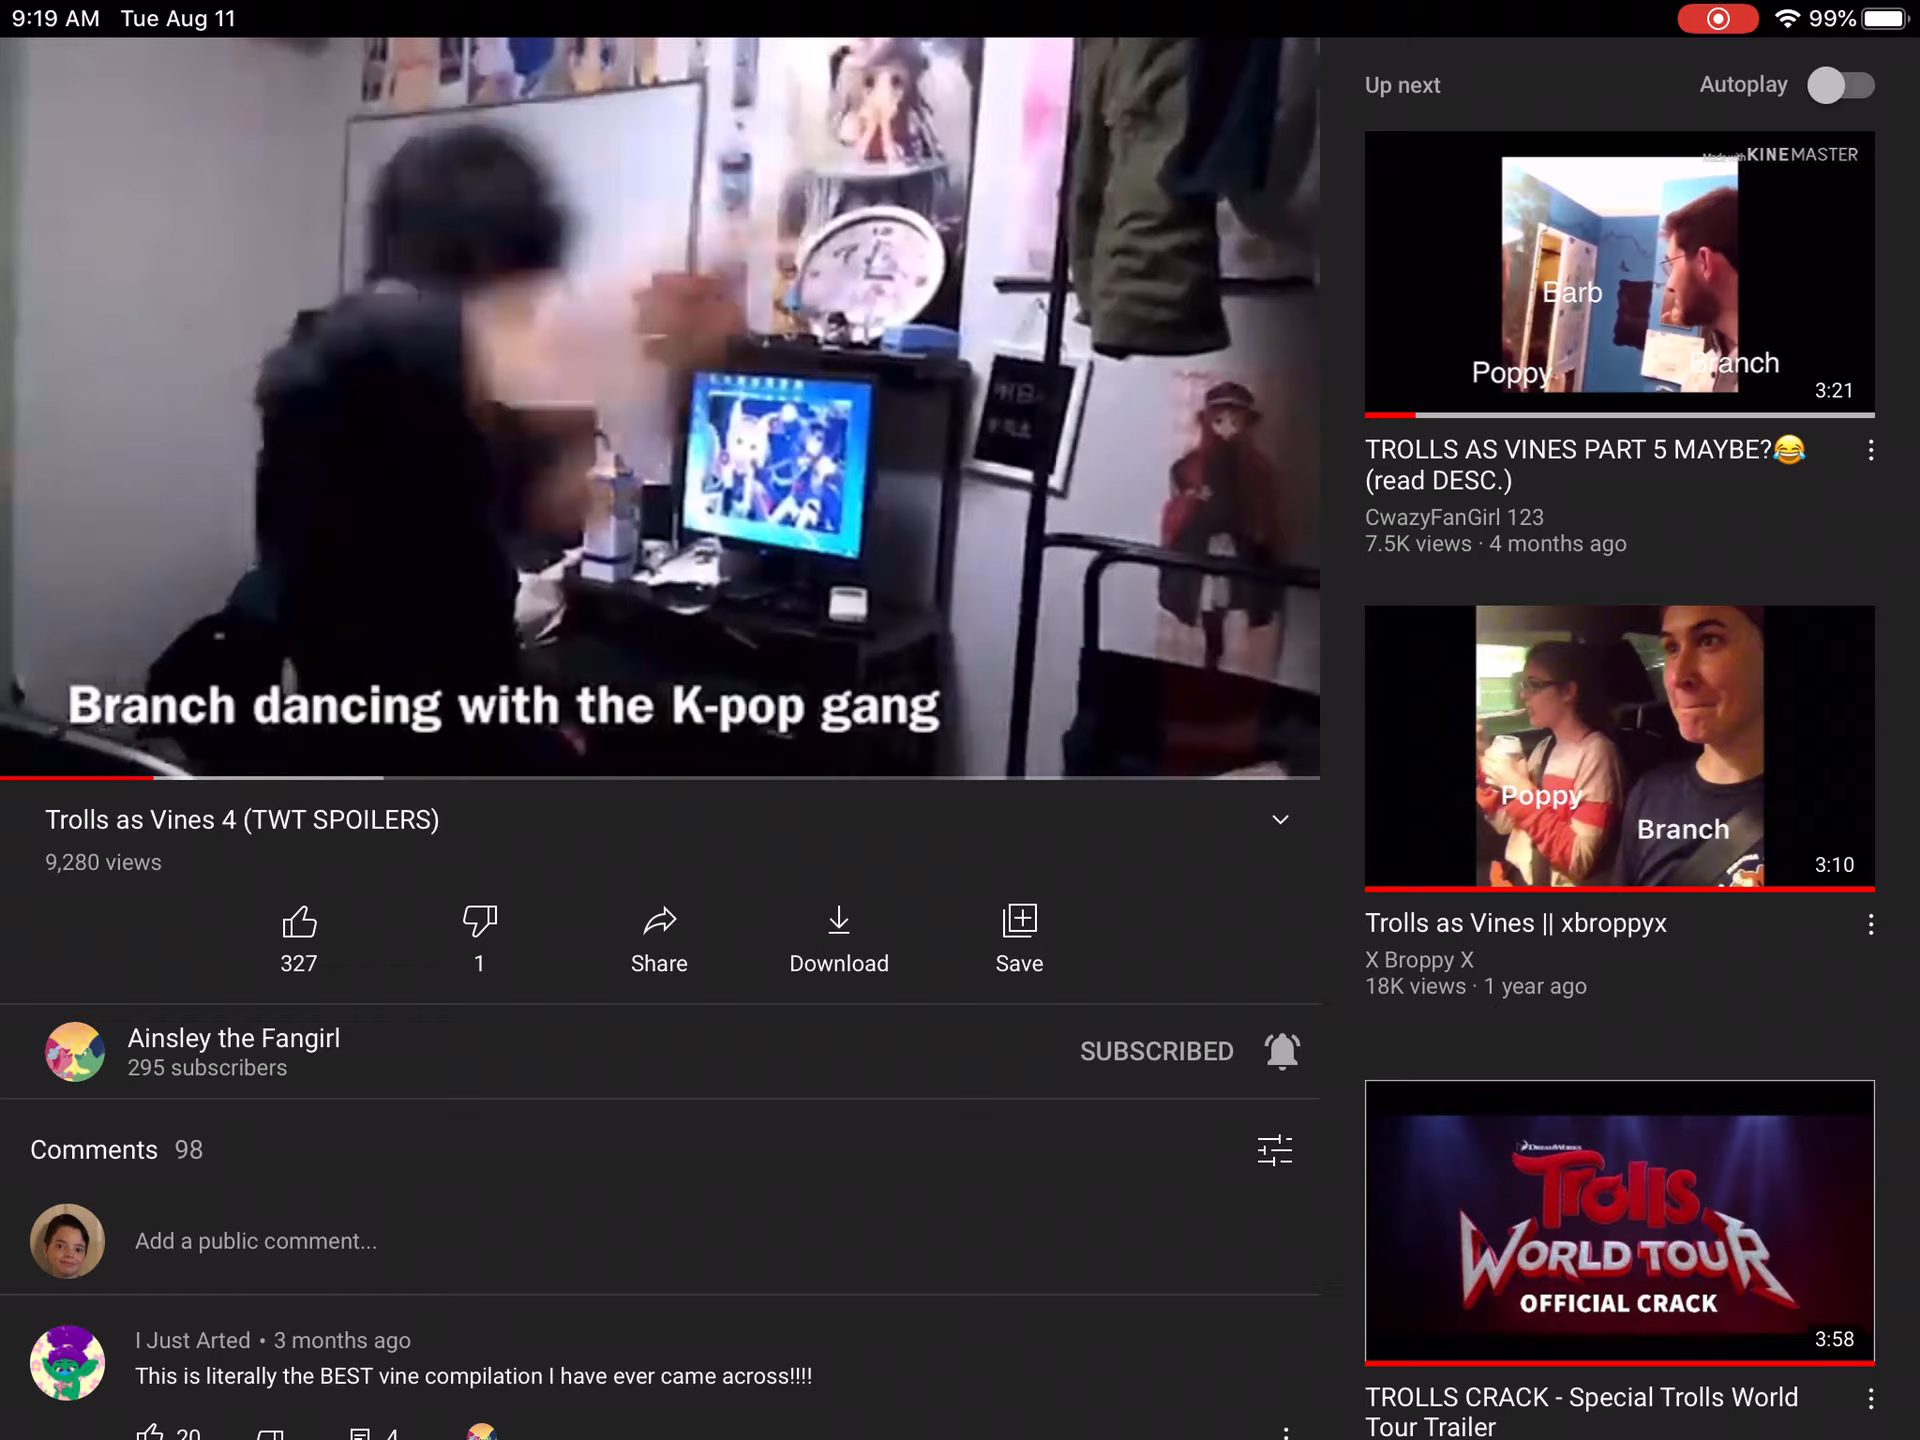 9:19 AM Tue Aug 11
99%
Branch dancing with the K-pop gang
Trolls as Vines 4 (TWT SPOILERS)
9,280 views
327
1
Share
Download
Save
Ainsley the Fangirl
295 subscribers
SUBSCRIBED
Comments 98
Add a public comment...
I Just Arted • 3 months ago
This is literally the BEST vine compilation I have ever came across!!!!
20
4
Up next
Autoplay
Made with KINEMASTER
Barb
Poppy
Branch
3:21
TROLLS AS VINES PART 5 MAYBE?😂
(read DESC.)
CwazyFanGirl 123
7.5K views · 4 months ago
Poppy
Branch
3:10
Trolls as Vines || xbroppyx
X Broppy X
18K views · 1 year ago
DREAMWORKS
Trolls
WORLD TOUR
OFFICIAL CRACK
3:58
TROLLS CRACK - Special Trolls World
Tour Trailer